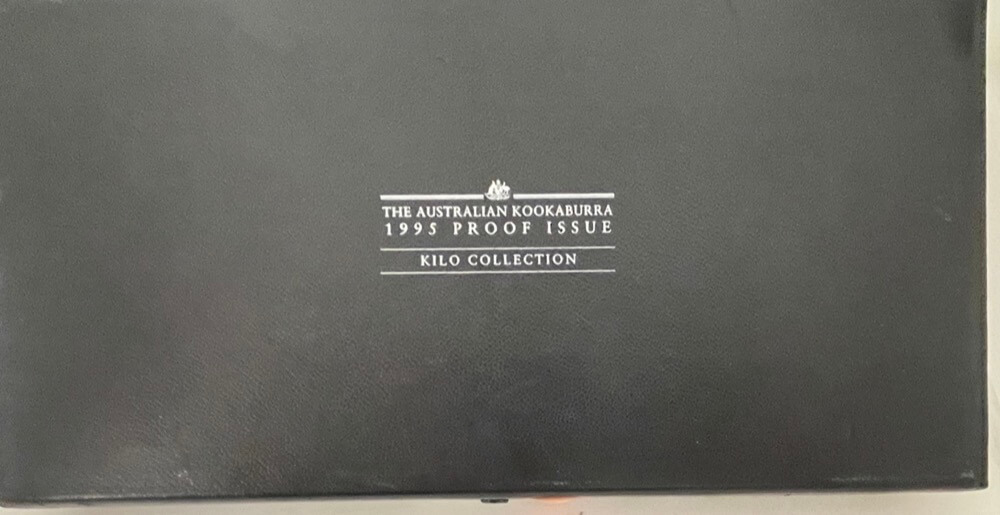 THE AUSTRALIAN KOOKABURRA
1995 PROOF ISSUE
KILO COLLECTION